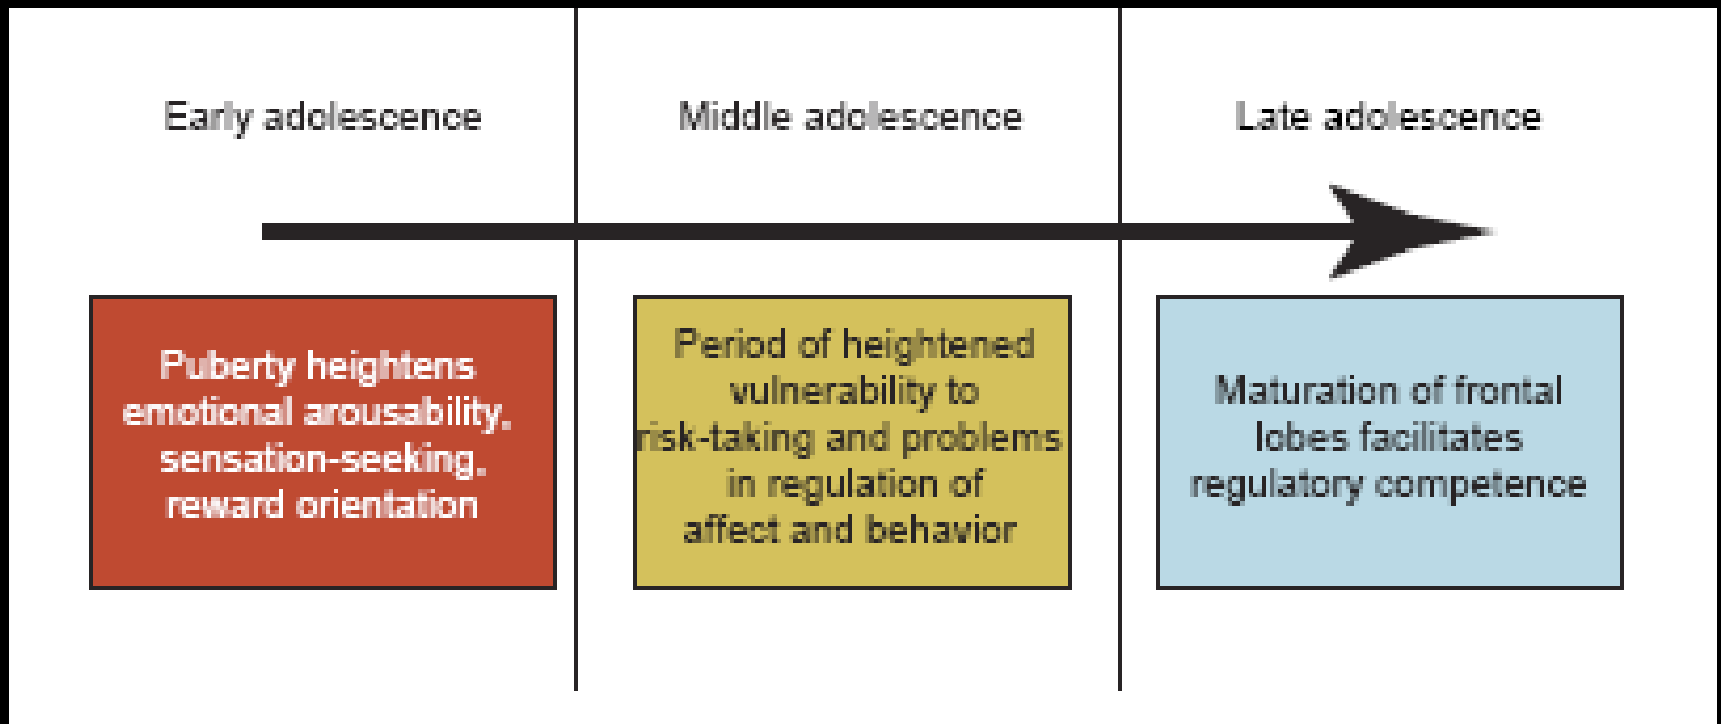 Early adolescence
Middle adolescence
Late adolescence
Puberty heightens
emotional arousability,
sensation-seeking,
reward orientation
Period of heightened
vulnerability to
risk-taking and problems
in regulation of
affect and behavior
Maturation of frontal
lobes facilitates
regulatory competence